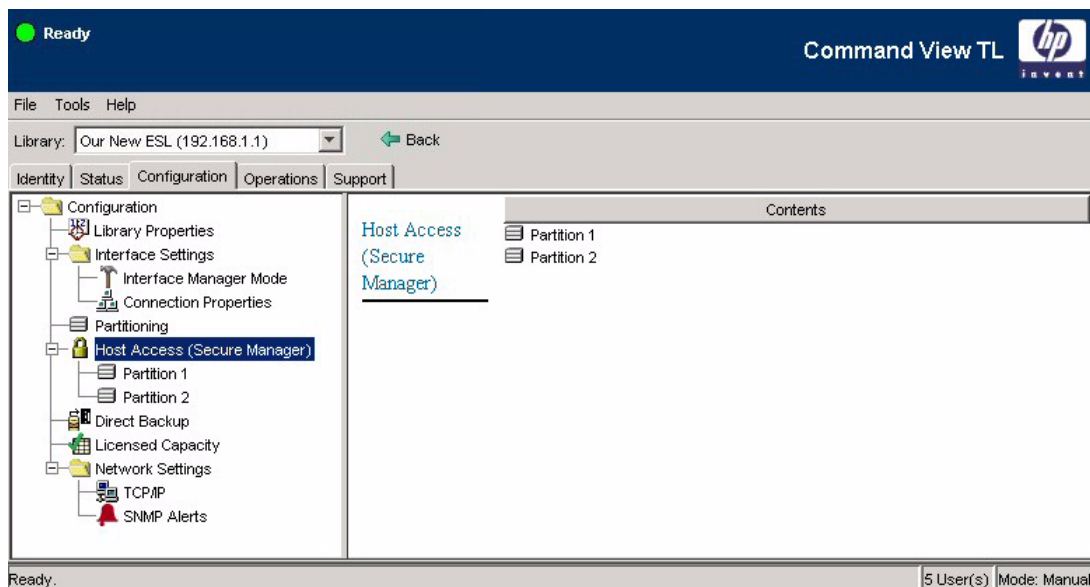 Ready
Command View TL
hp
invent
File Tools Help
Library: Our New ESL (192.168.1.1) Back
Identity Status Configuration Operations Support
Configuration
Library Properties
Interface Settings
Interface Manager Mode
Connection Properties
Partitioning
Host Access (Secure Manager)
Partition 1
Partition 2
Direct Backup
Licensed Capacity
Network Settings
TCP/IP
SNMP Alerts
Host Access
(Secure
Manager)
Contents
Partition 1
Partition 2
Ready.
5 User(s) Mode: Manual